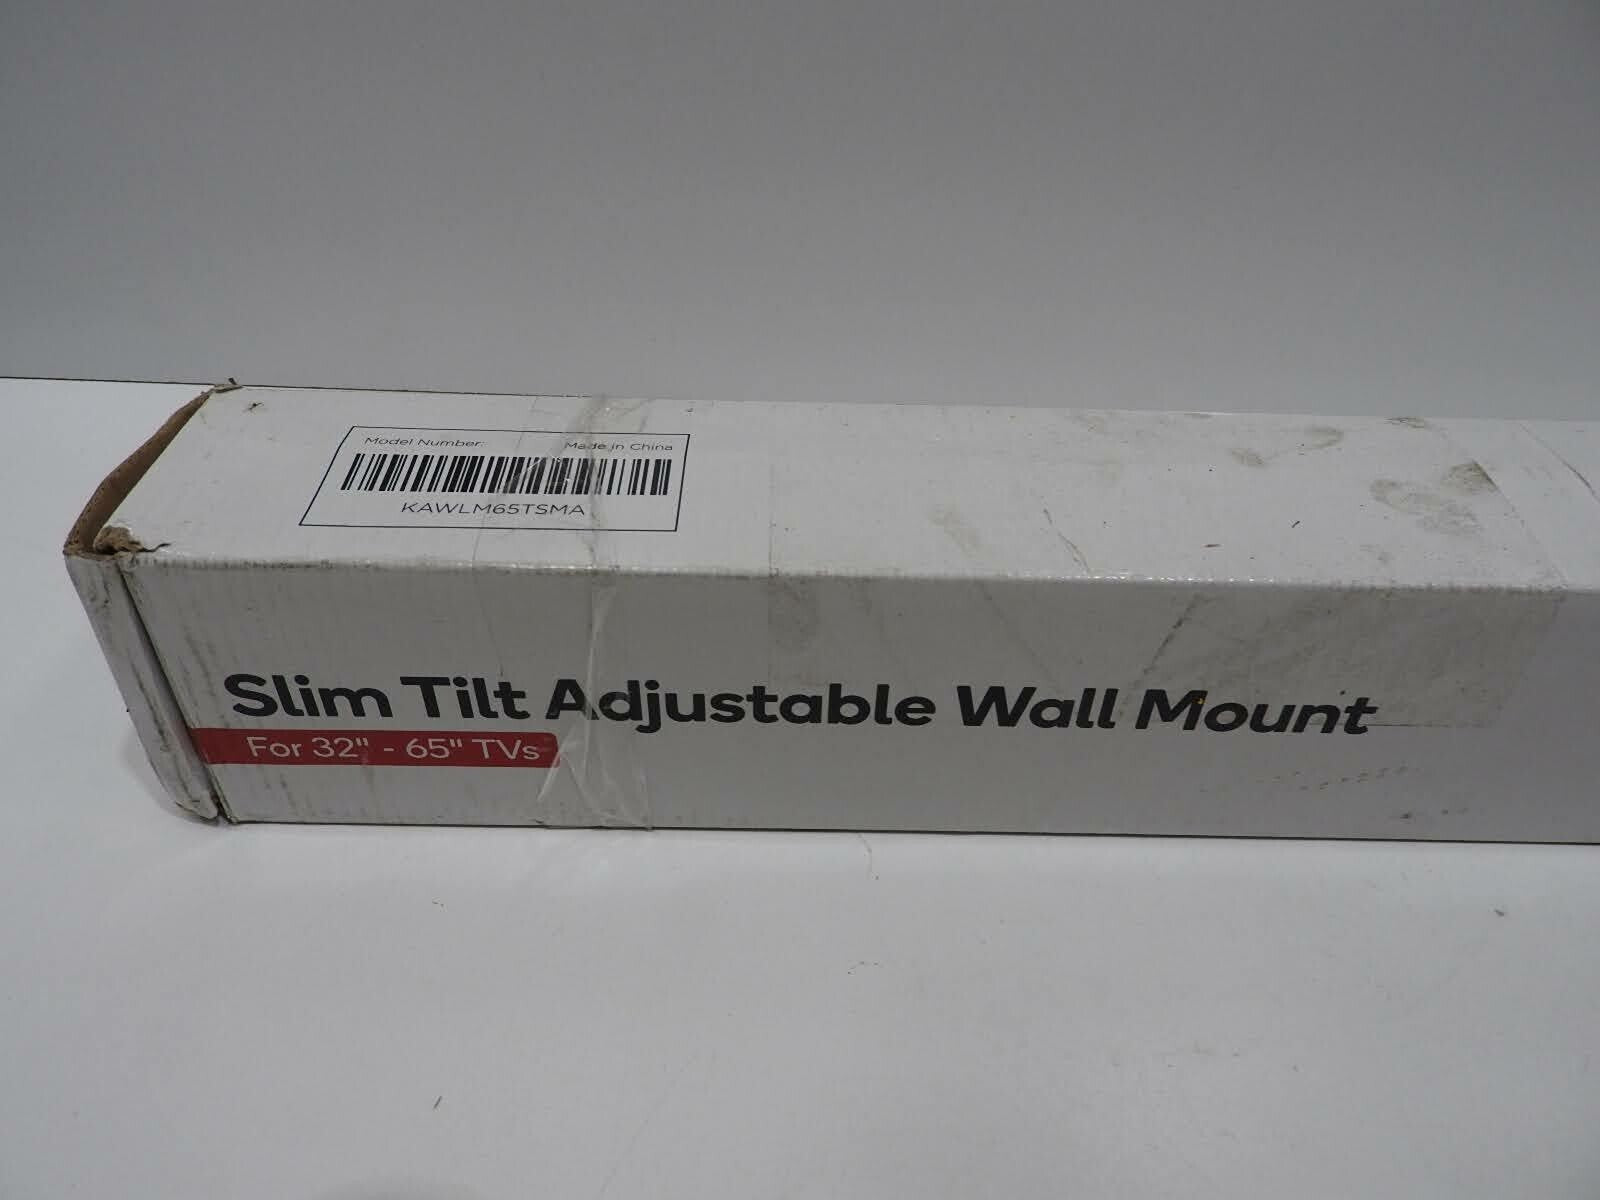 Model Number: Made in China
KAWLM65TSMA
Slim Tilt Adjustable Wall Mount
For 32" - 65" TVs